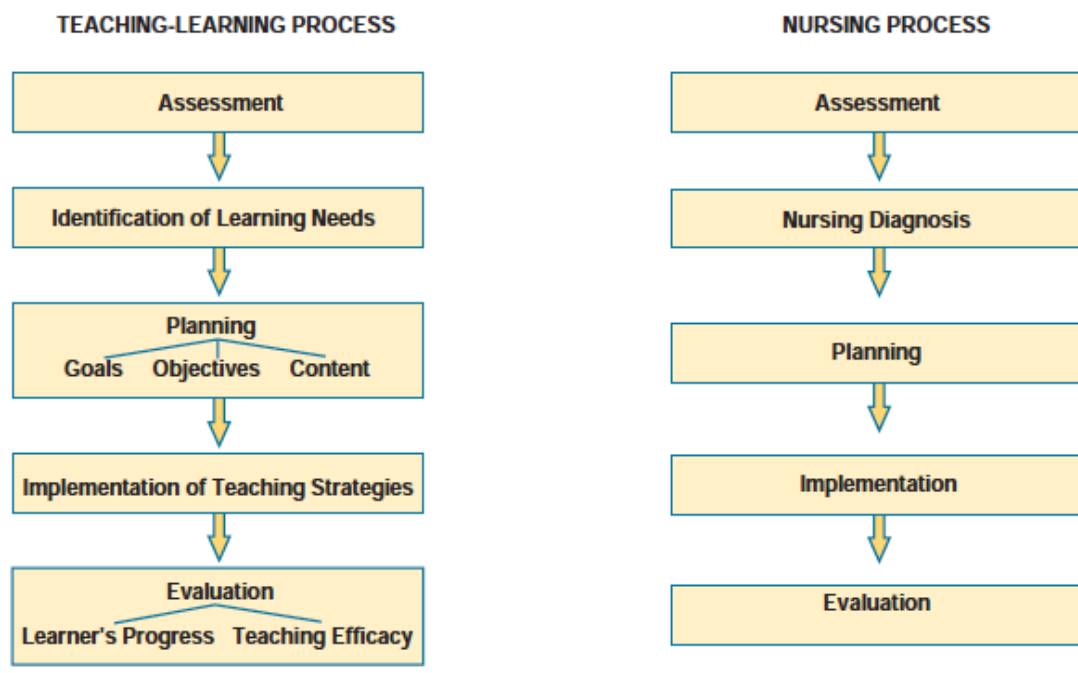 TEACHING-LEARNING PROCESS
Assessment
Identification of Learning Needs
Planning
Goals Objectives Content
Implementation of Teaching Strategies
Evaluation
Learner's Progress Teaching Efficacy
NURSING PROCESS
Assessment
Nursing Diagnosis
Planning
Implementation
Evaluation